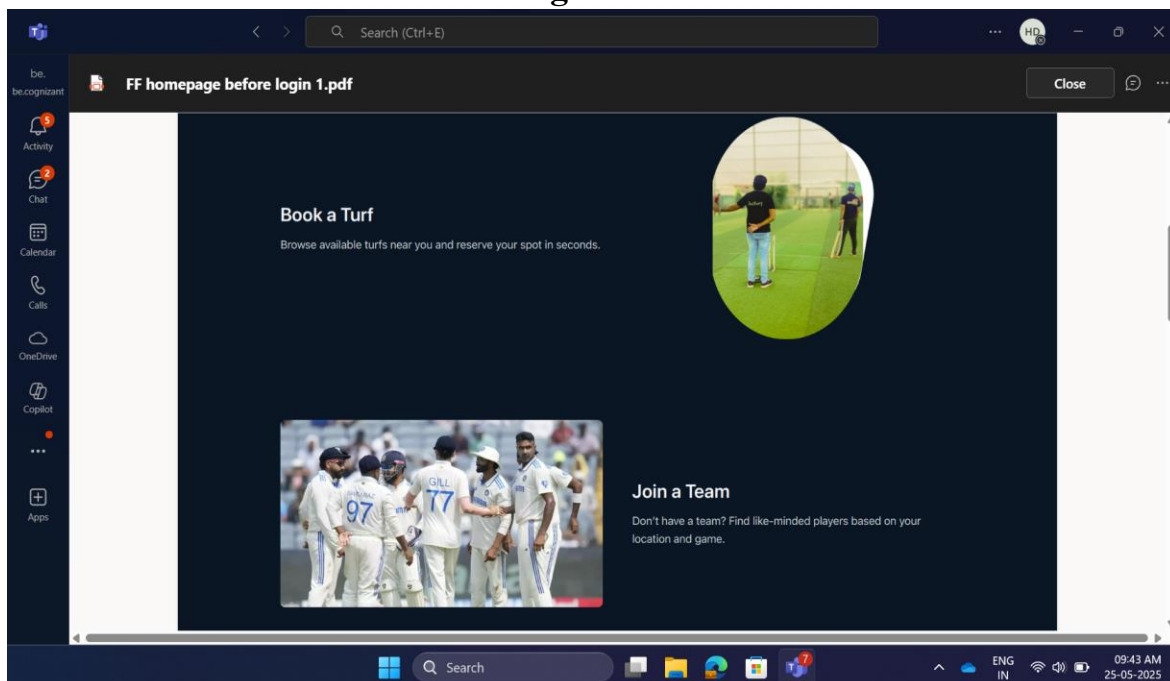 Search (Ctrl+E)
HD
be.
be.cognizant
FF homepage before login 1.pdf
Close
5
Activity
2
Chat
Calendar
Calls
OneDrive
Copilot
Apps
Book a Turf
Browse available turfs near you and reserve your spot in seconds.
97
GILL
77
Join a Team
Don't have a team? Find like-minded players based on your
location and game.
Search
7
ENG
IN
09:43 AM
25-05-2025